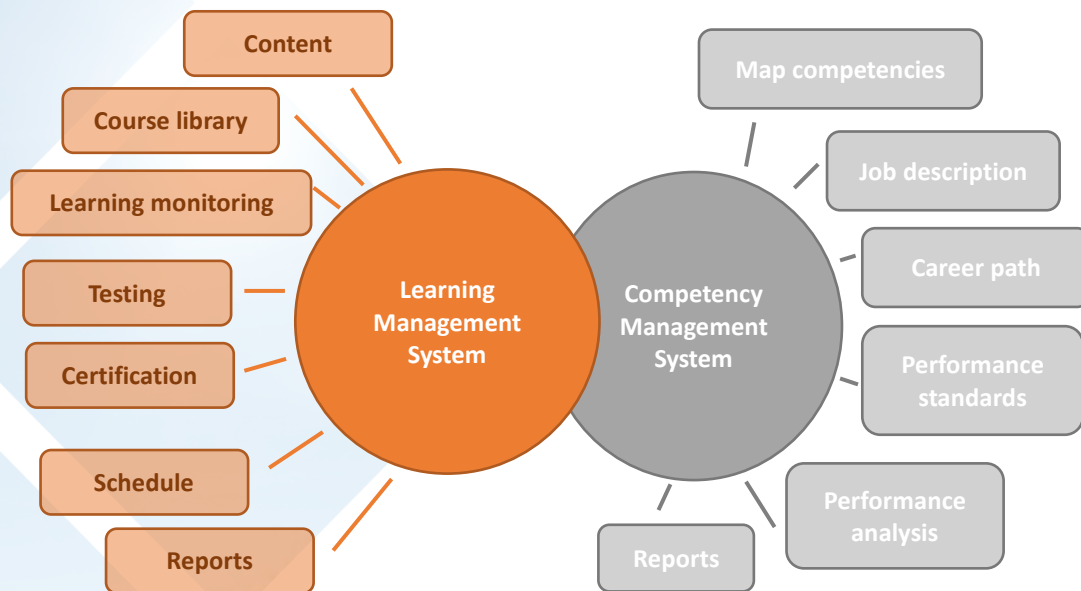 Content
Course library
Learning monitoring
Testing
Certification
Schedule
Reports
Learning
Management
System
Competency
Management
System
Map competencies
Job description
Career path
Performance
standards
Performance
analysis
Reports